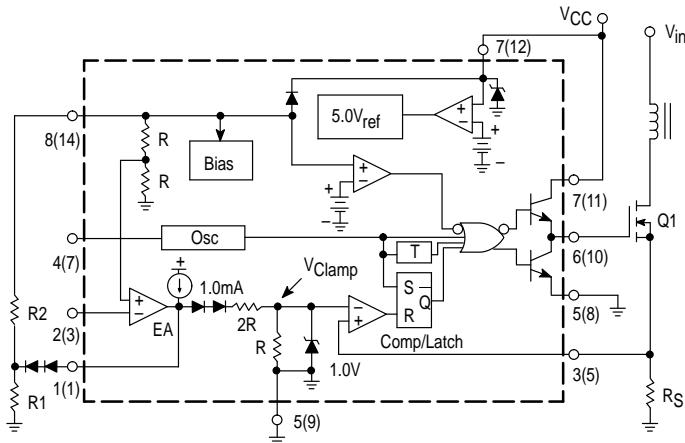 VCC
Vin
7(12)
5.0Vref
+
–
+
–
8(14)
R
Bias
R
+
–
+
–
7(11)
Q1
Osc
4(7)
T
6(10)
+
VClamp
1.0mA
S
Q
R
5(8)
R2
+
–
EA
2(3)
2R
R
–
+
1.0V
Comp/Latch
1(1)
3(5)
R1
5(9)
RS